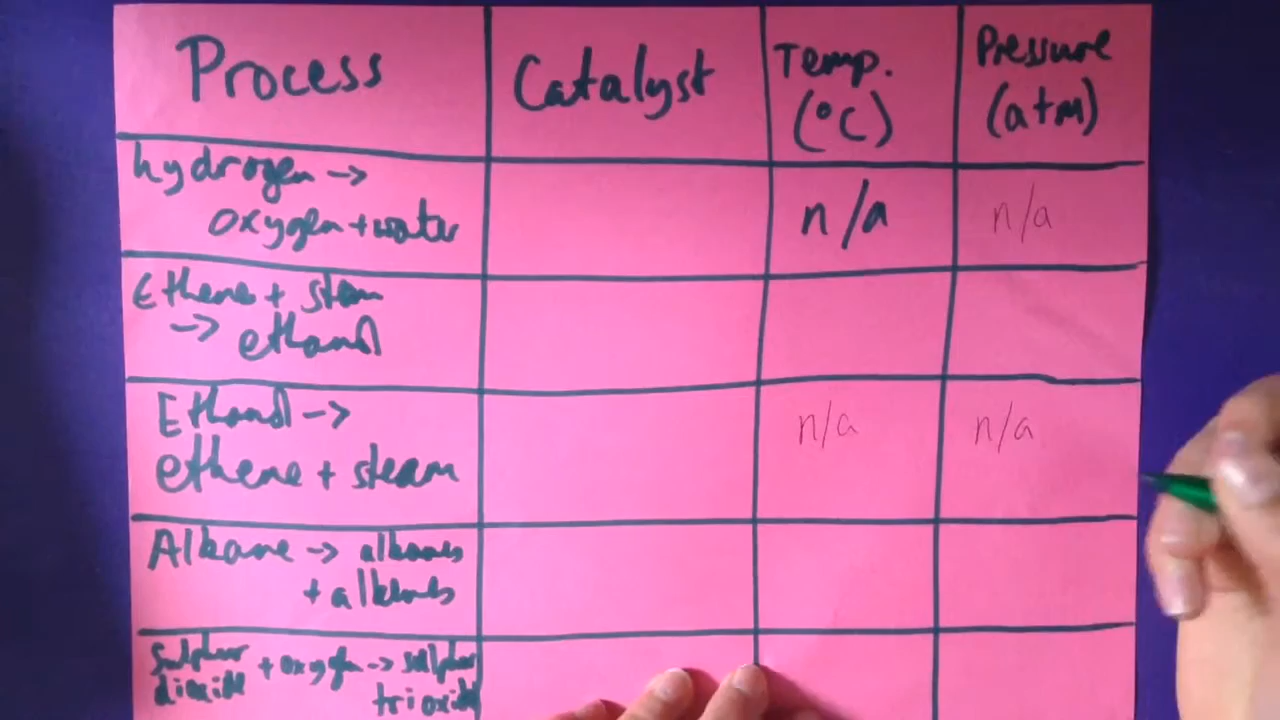 Process
Catalyst
Temp.
(°C)
Pressure
(atm)
hydrogen →
oxygen + water
n/a
n/a
Ethene + steam
→ ethanol
Ethanol →
ethene + steam
n/a
n/a
Alkane → alkanes
+ alkenes
Sulphur dioxide + oxygen → sulphur trioxide